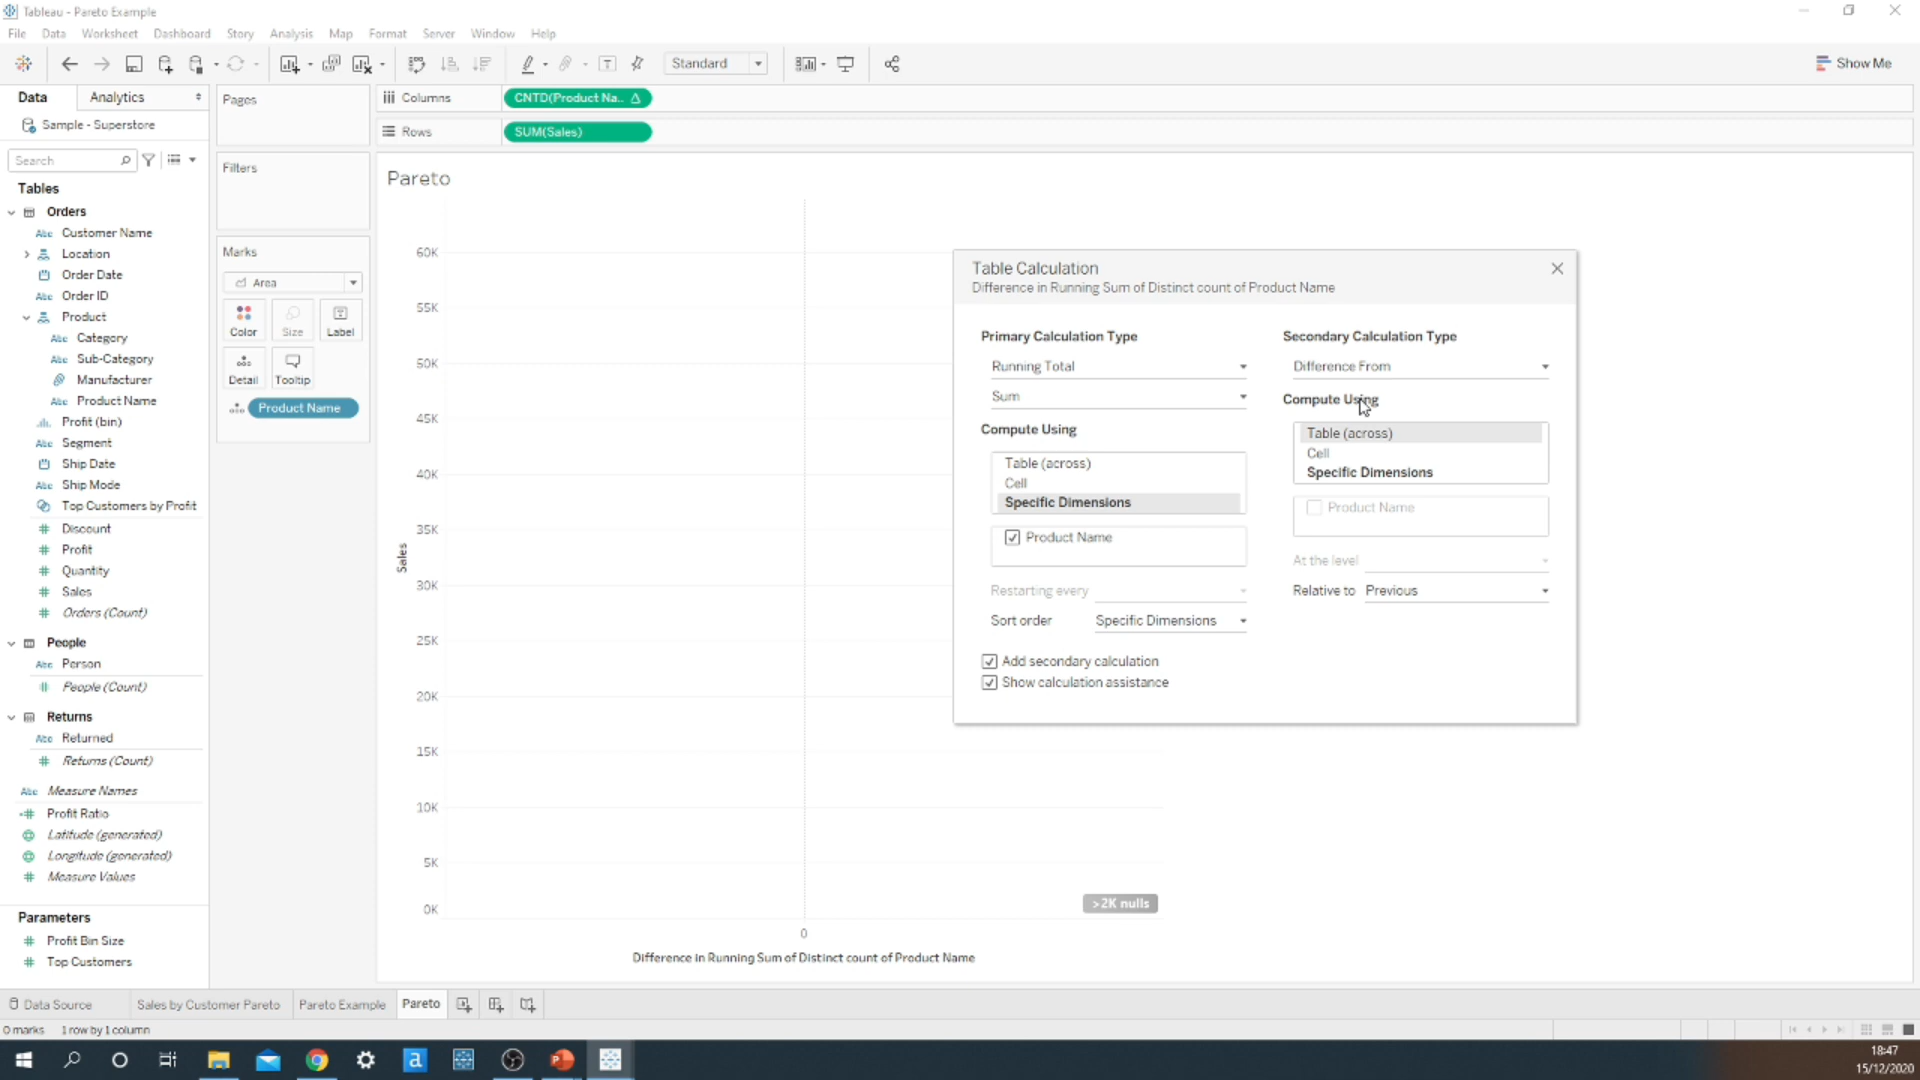 Tableau - Pareto Example
File Data Worksheet Dashboard Story Analysis Map Format Server Window Help
Standard
Show Me
Data
Analytics
Sample - Superstore
Search
Tables
Orders
Customer Name
Location
Order Date
Order ID
Product
Category
Sub-Category
Manufacturer
Product Name
Profit (bin)
Segment
Ship Date
Ship Mode
Top Customers by Profit
Discount
Profit
Quantity
Sales
Orders (Count)
People
Person
People (Count)
Returns
Returned
Returns (Count)
Measure Names
Profit Ratio
Latitude (generated)
Longitude (generated)
Measure Values
Parameters
Profit Bin Size
Top Customers
Pages
Filters
Marks
Area
Color
Size
Label
Detail
Tooltip
Product Name
Columns
CNTD(Product Na..
Rows
SUM(Sales)
Pareto
60K
55K
50K
45K
40K
35K
30K
25K
20K
15K
10K
5K
0K
Sales
0
Difference in Running Sum of Distinct count of Product Name
>2K nulls
Table Calculation
Difference in Running Sum of Distinct count of Product Name
Primary Calculation Type
Running Total
Sum
Compute Using
Table (across)
Cell
Specific Dimensions
Product Name
Restarting every
Sort order Specific Dimensions
Add secondary calculation
Show calculation assistance
Secondary Calculation Type
Difference From
Compute Using
Table (across)
Cell
Specific Dimensions
Product Name
At the level
Relative to Previous
Data Source
Sales by Customer Pareto
Pareto Example
Pareto
0 marks
1 row by 1 column
18:47
15/12/2020